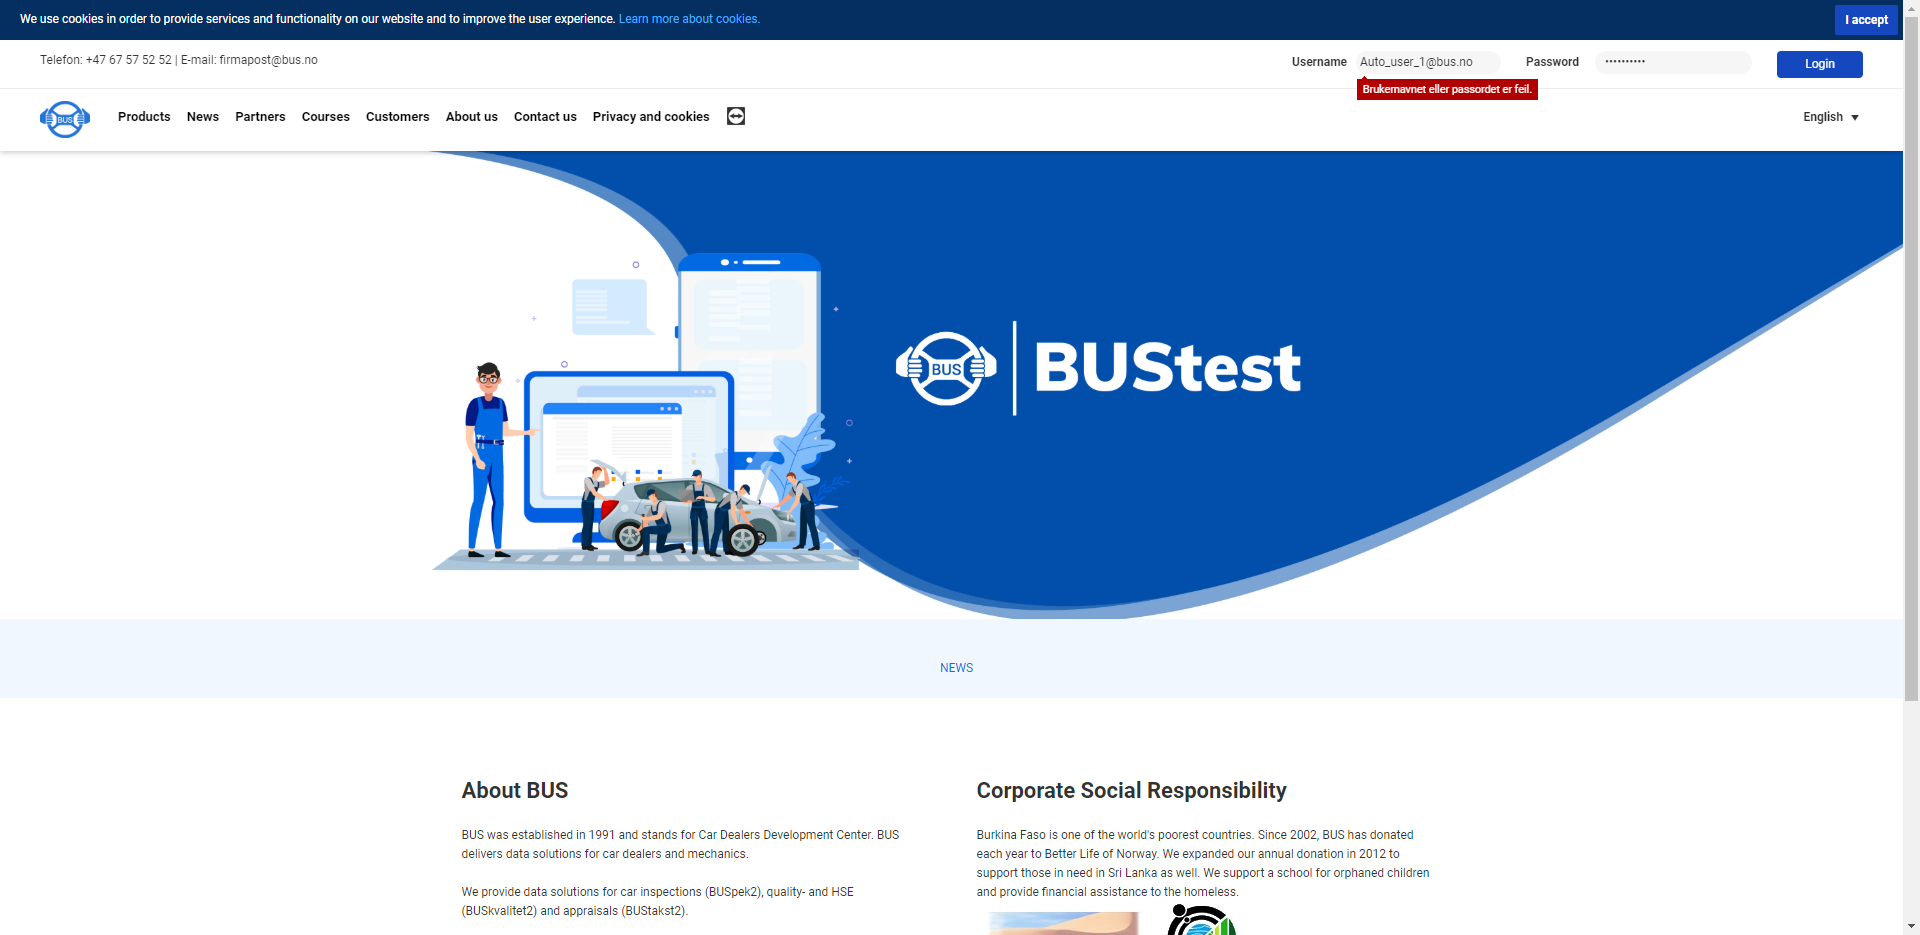 We use cookies in order to provide services and functionality on our website and to improve the user experience. Learn more about cookies.
I accept
Telefon: +47 67 57 52 52 | E-mail: firmapost@bus.no
Username Auto_user_1@bus.no Password •••••••••• Login
Brukernavnet eller passordet er feil.
BUS
Products News Partners Courses Customers About us Contact us Privacy and cookies
English
BUS
BUStest
NEWS
About BUS
BUS was established in 1991 and stands for Car Dealers Development Center. BUS
delivers data solutions for car dealers and mechanics.
We provide data solutions for car inspections (BUSpek2), quality- and HSE
(BUSkvalitet2) and appraisals (BUStakst2).
Corporate Social Responsibility
Burkina Faso is one of the world's poorest countries. Since 2002, BUS has donated
each year to Better Life of Norway. We expanded our annual donation in 2012 to
support those in need in Sri Lanka as well. We support a school for orphaned children
and provide financial assistance to the homeless.